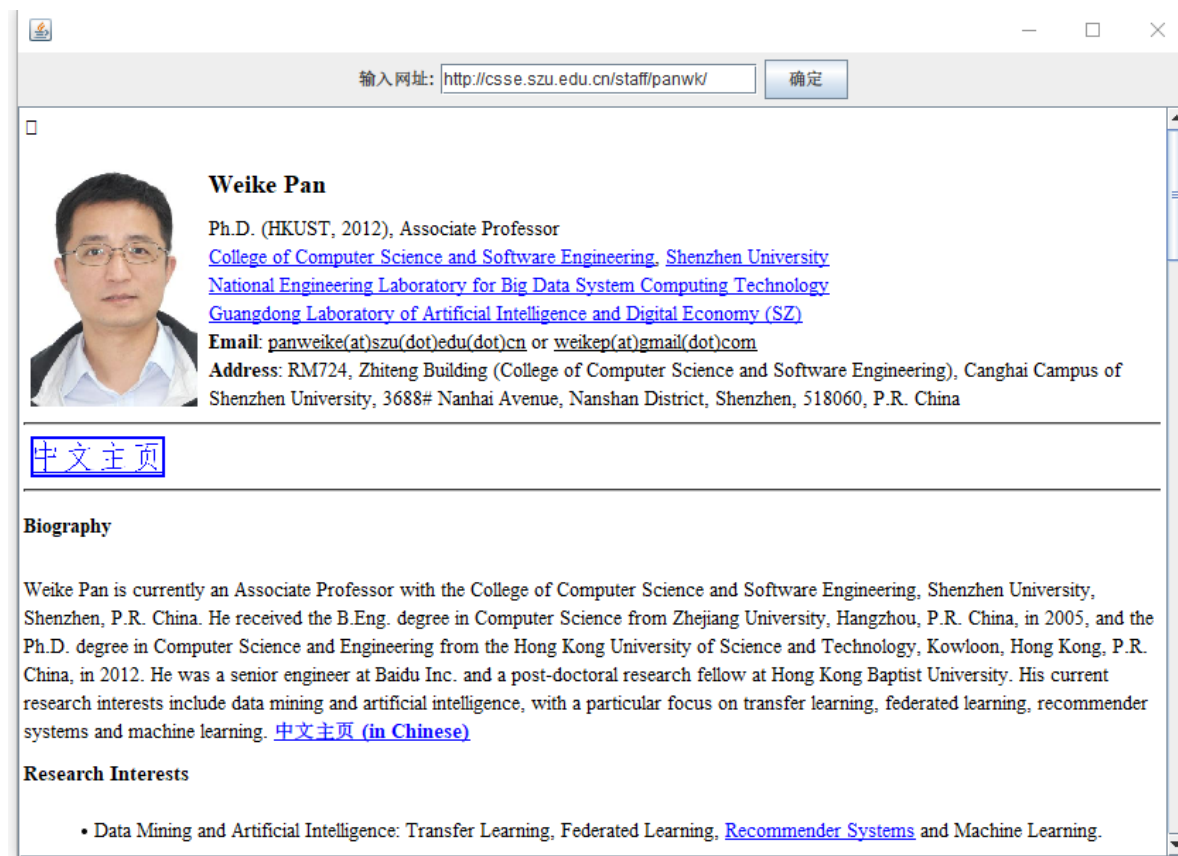 输入网址: http://csse.szu.edu.cn/staff/panwk/ 确定
Weike Pan
Ph.D. (HKUST, 2012), Associate Professor
College of Computer Science and Software Engineering, Shenzhen University
National Engineering Laboratory for Big Data System Computing Technology
Guangdong Laboratory of Artificial Intelligence and Digital Economy (SZ)
Email: panweike(at)szu(dot)edu(dot)cn or weikep(at)gmail(dot)com
Address: RM724, Zhiteng Building (College of Computer Science and Software Engineering), Canghai Campus of
Shenzhen University, 3688# Nanhai Avenue, Nanshan District, Shenzhen, 518060, P.R. China
中文主页
Biography
Weike Pan is currently an Associate Professor with the College of Computer Science and Software Engineering, Shenzhen University,
Shenzhen, P.R. China. He received the B.Eng. degree in Computer Science from Zhejiang University, Hangzhou, P.R. China, in 2005, and the
Ph.D. degree in Computer Science and Engineering from the Hong Kong University of Science and Technology, Kowloon, Hong Kong, P.R.
China, in 2012. He was a senior engineer at Baidu Inc. and a post-doctoral research fellow at Hong Kong Baptist University. His current
research interests include data mining and artificial intelligence, with a particular focus on transfer learning, federated learning, recommender
systems and machine learning. 中文主页 (in Chinese)
Research Interests
• Data Mining and Artificial Intelligence: Transfer Learning, Federated Learning, Recommender Systems and Machine Learning.